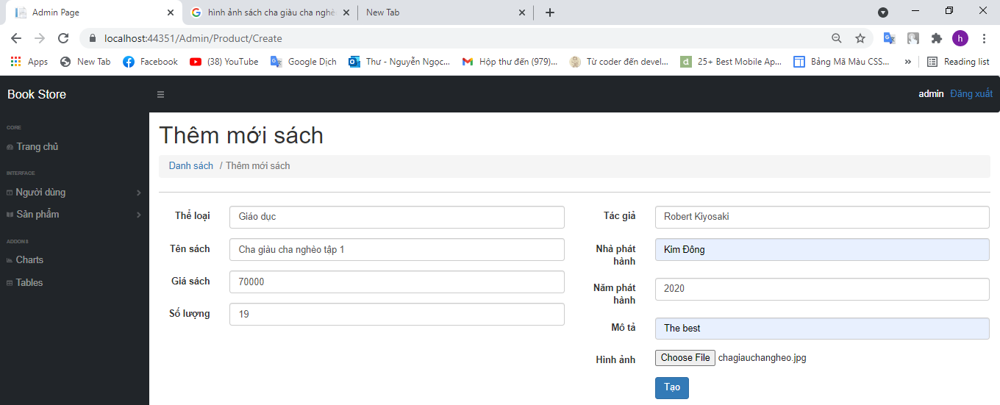 Admin Page
hình ảnh sách cha giàu cha nghè
New Tab
localhost:44351/Admin/Product/Create
h
Apps
New Tab
Facebook
(38) YouTube
Google Dịch
Thư - Nguyễn Ngọc...
Hộp thư đến (979)...
Từ coder đến devel...
25+ Best Mobile Ap...
Bảng Mã Màu CSS...
»
Reading list
Book Store
admin Đăng xuất
CORE
Trang chủ
INTERFACE
Người dùng
Sản phẩm
ADDONS
Charts
Tables
Thêm mới sách
Danh sách / Thêm mới sách
Thể loại
Giáo dục
Tên sách
Cha giàu cha nghèo tập 1
Giá sách
70000
Số lượng
19
Tác giả
Robert Kiyosaki
Nhà phát
hành
Kim Đông
Năm phát
hành
2020
Mô tả
The best
Hình ảnh
Choose File chagiauchangheo.jpg
Tạo